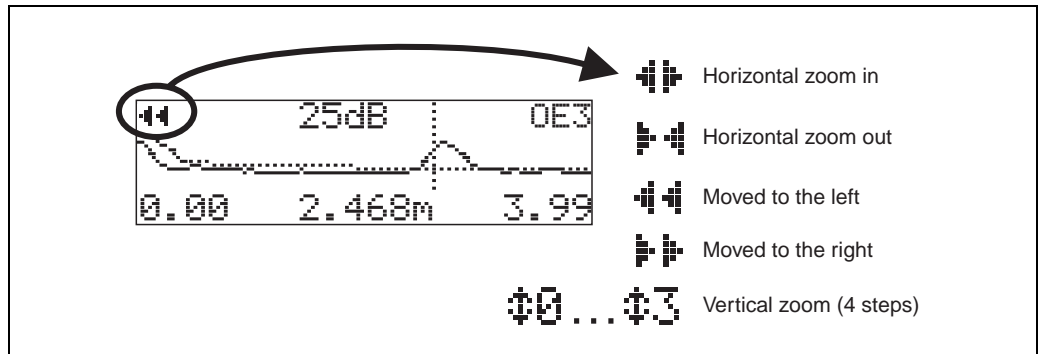 Horizontal zoom in
25dB OE3
Horizontal zoom out
0.00 2.468m 3.99
Moved to the left
Moved to the right
0...3 Vertical zoom (4 steps)